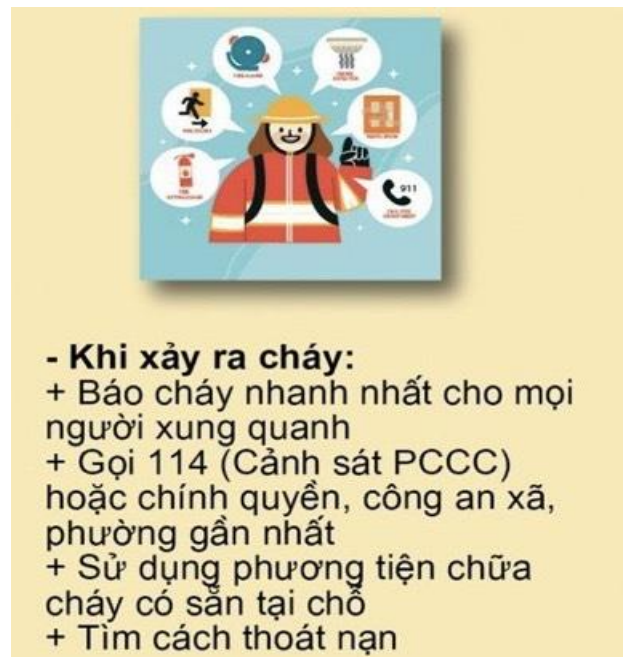 911
- Khi xảy ra cháy:
+ Báo cháy nhanh nhất cho mọi
người xung quanh
+ Gọi 114 (Cảnh sát PCCC)
hoặc chính quyền, công an xã,
phường gần nhất
+ Sử dụng phương tiện chữa
cháy có sẵn tại chỗ
+ Tìm cách thoát nạn